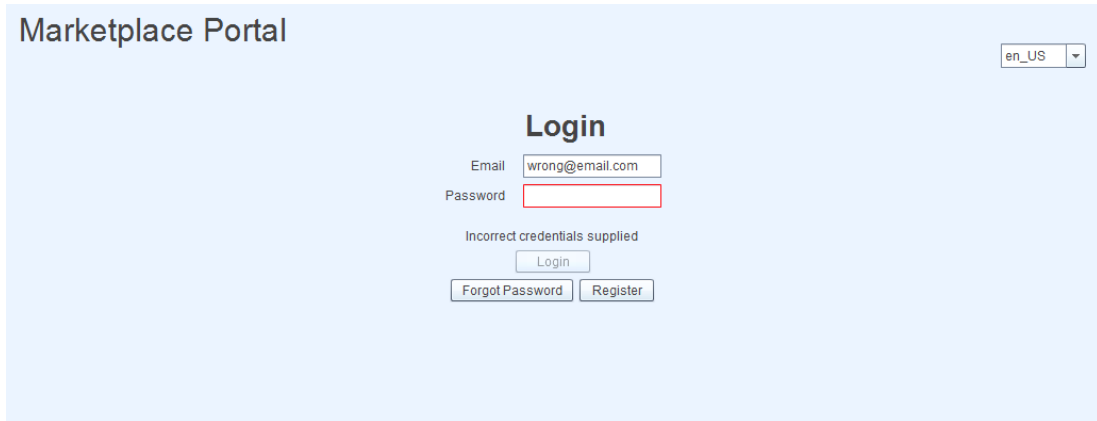 Marketplace Portal
en_US
Login
Email wrong@email.com
Password
Incorrect credentials supplied
Login
Forgot Password Register